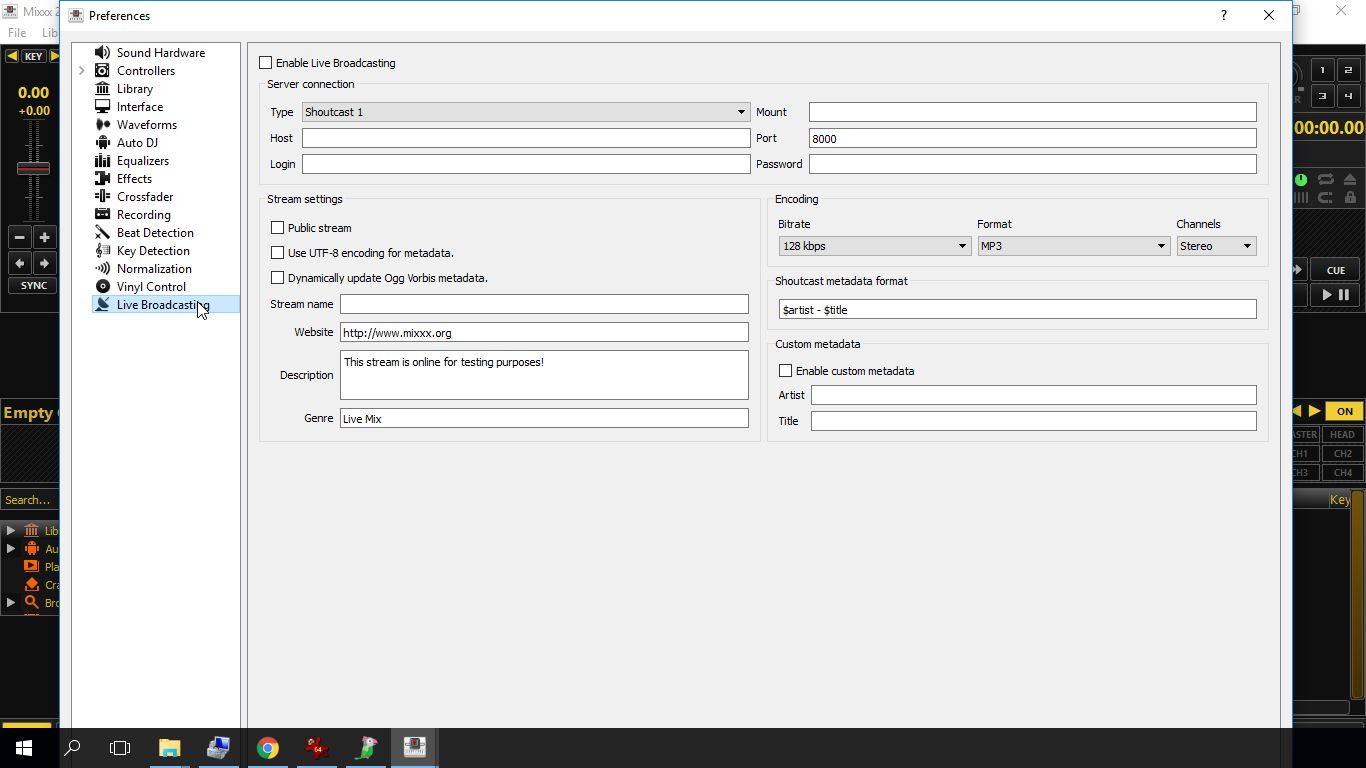 Mixxx 2
Preferences
?
File
Lib
KEY
0.00
+0.00
SYNC
Empty
Search...
Lib
Au
Pla
Cra
Bro
Sound Hardware
Controllers
Library
Interface
Waveforms
Auto DJ
Equalizers
Effects
Crossfader
Recording
Beat Detection
Key Detection
Normalization
Vinyl Control
Live Broadcasting
Enable Live Broadcasting
Server connection
Type Shoutcast 1 Mount
Host Port 8000
Login Password
Stream settings
Public stream
Use UTF-8 encoding for metadata.
Dynamically update Ogg Vorbis metadata.
Stream name
Website http://www.mixxx.org
Description This stream is online for testing purposes!
Genre Live Mix
Encoding
Bitrate Format Channels
128 kbps MP3 Stereo
Shoutcast metadata format
$artist - $title
Custom metadata
Enable custom metadata
Artist
Title
1 2
3 4
00:00.00
CUE
ON
ASTER HEAD
CH1 CH2
CH3 CH4
Key
64